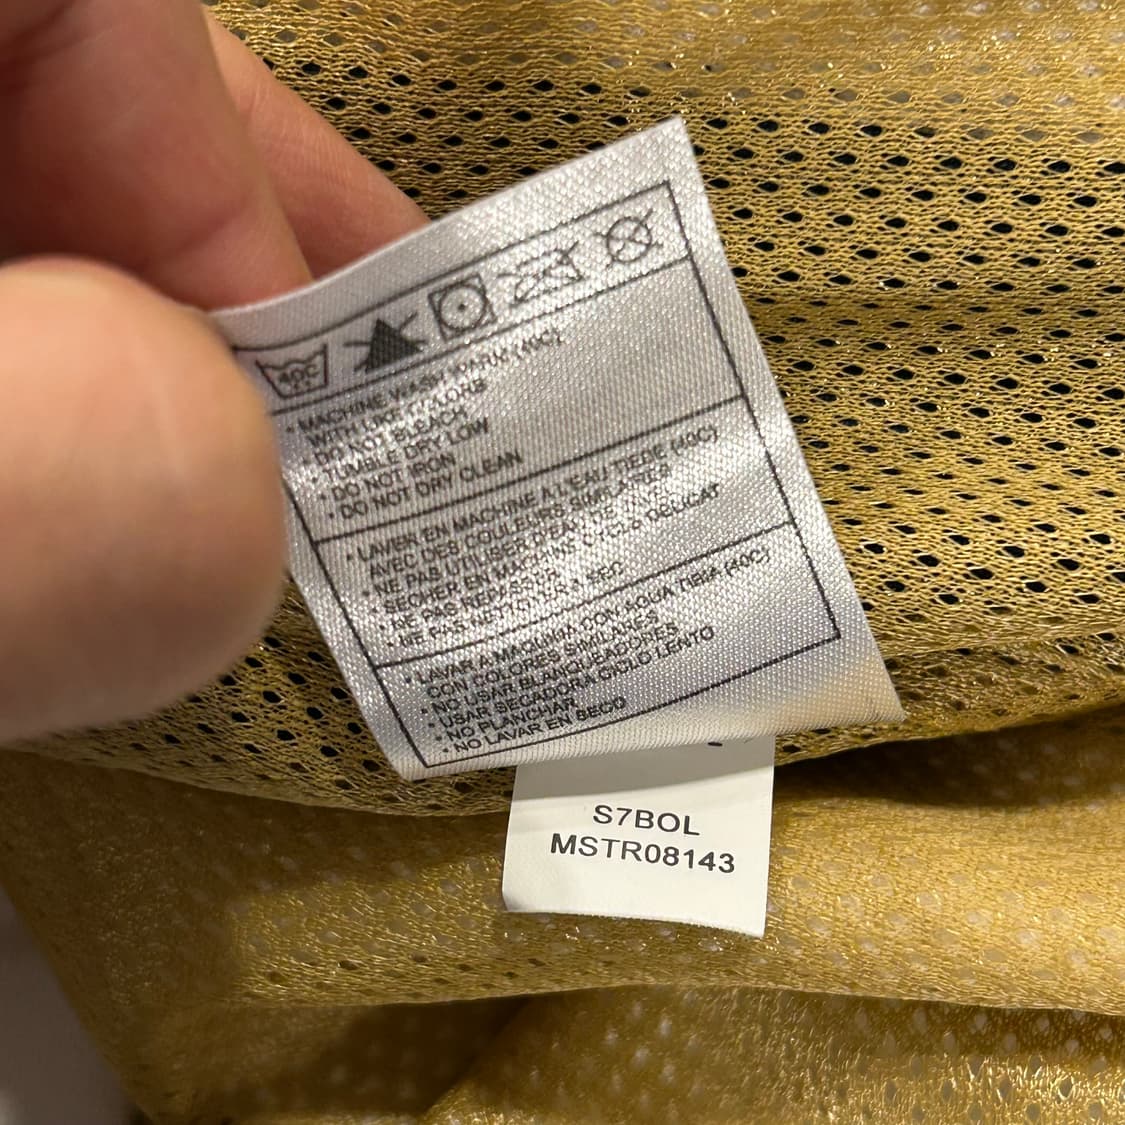 40C
• MACHINE WASH WARM (40C)
WITH LIKE COLORS
DO NOT BLEACH
• TUMBLE DRY LOW
• DO NOT IRON
• DO NOT DRY CLEAN
• LAVER EN MACHINE A L'EAU TIEDE (40C)
AVEC DES COULEURS SIMILAIRES
• NE PAS UTILISER D'EAU DE
• SECHER EN MACHINE CYCLE DELICAT
• NE PAS REPASSER
• NE PAS NETTOYER A SEC
• LAVAR A MAQUINA CON AQUA TIBIA (40C)
CON COLORES SIMILARES
• NO USAR BLANQUEADORES
• USAR SECADORA CICLO LENTO
• NO PLANCHAR
• NO LAVAR EN SECO
S7BOL
MSTR08143